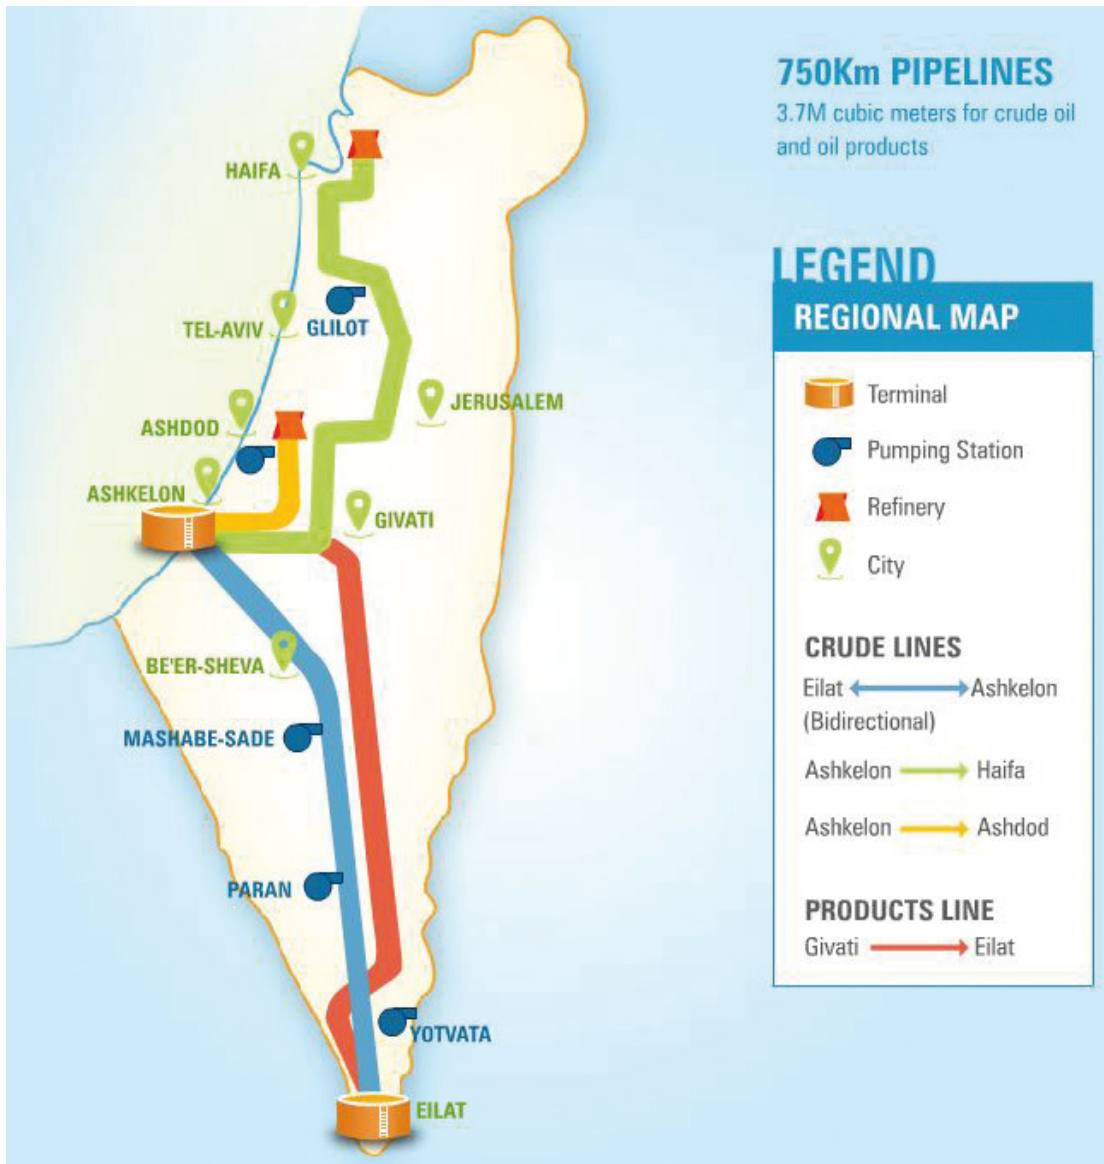 750Km PIPELINES
3.7M cubic meters for crude oil
and oil products
LEGEND
REGIONAL MAP
Terminal
Pumping Station
Refinery
City
CRUDE LINES
Eilat Ashkelon
(Bidirectional)
Ashkelon Haifa
Ashkelon Ashdod
PRODUCTS LINE
Givati Eilat
HAIFA
TEL-AVIV
GLILOT
JERUSALEM
ASHDOD
ASHKELON
GIVATI
BE'ER-SHEVA
MASHABE-SADE
PARAN
YOTVATA
EILAT